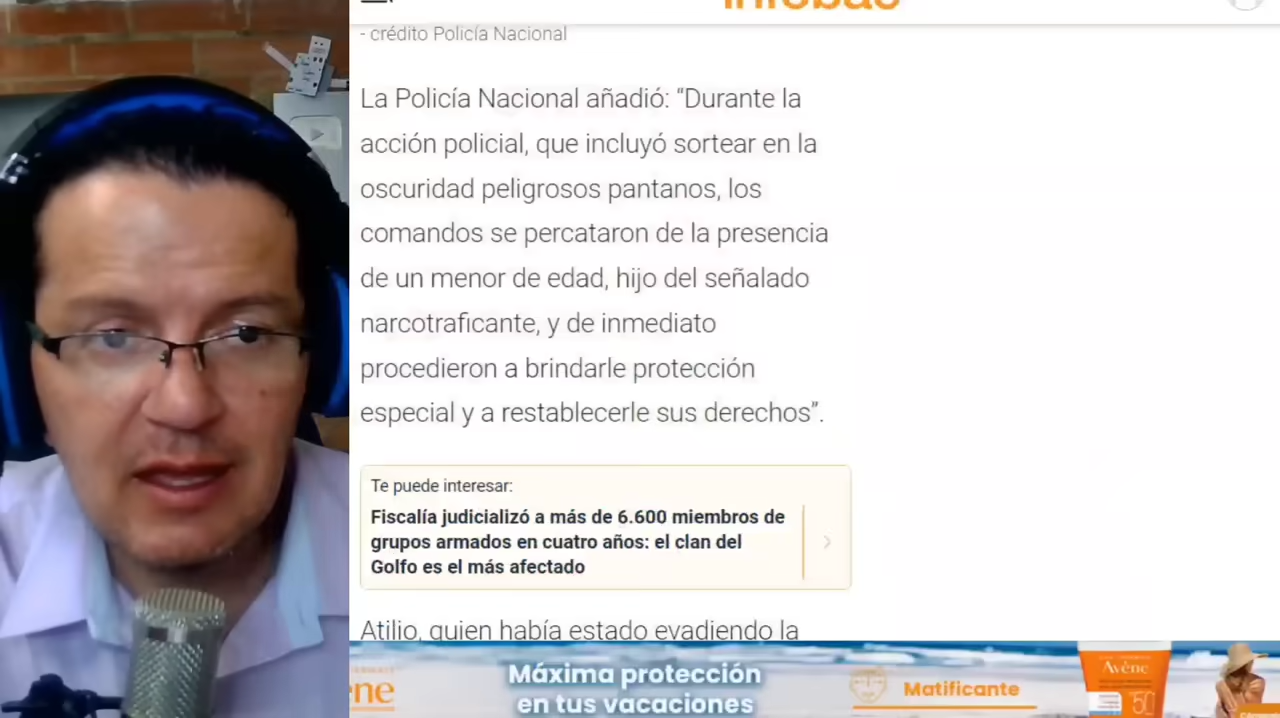 infobae
- crédito Policía Nacional
La Policía Nacional añadió: “Durante la
acción policial, que incluyó sortear en la
oscuridad peligrosos pantanos, los
comandos se percataron de la presencia
de un menor de edad, hijo del señalado
narcotraficante, y de inmediato
procedieron a brindarle protección
especial y a restablecerle sus derechos”.
Te puede interesar:
Fiscalía judicializó a más de 6.600 miembros de
grupos armados en cuatro años: el clan del
Golfo es el más afectado
Atilio, quien había estado evadiendo la
Máxima protección
en tus vacaciones
Matificante
Avène
50